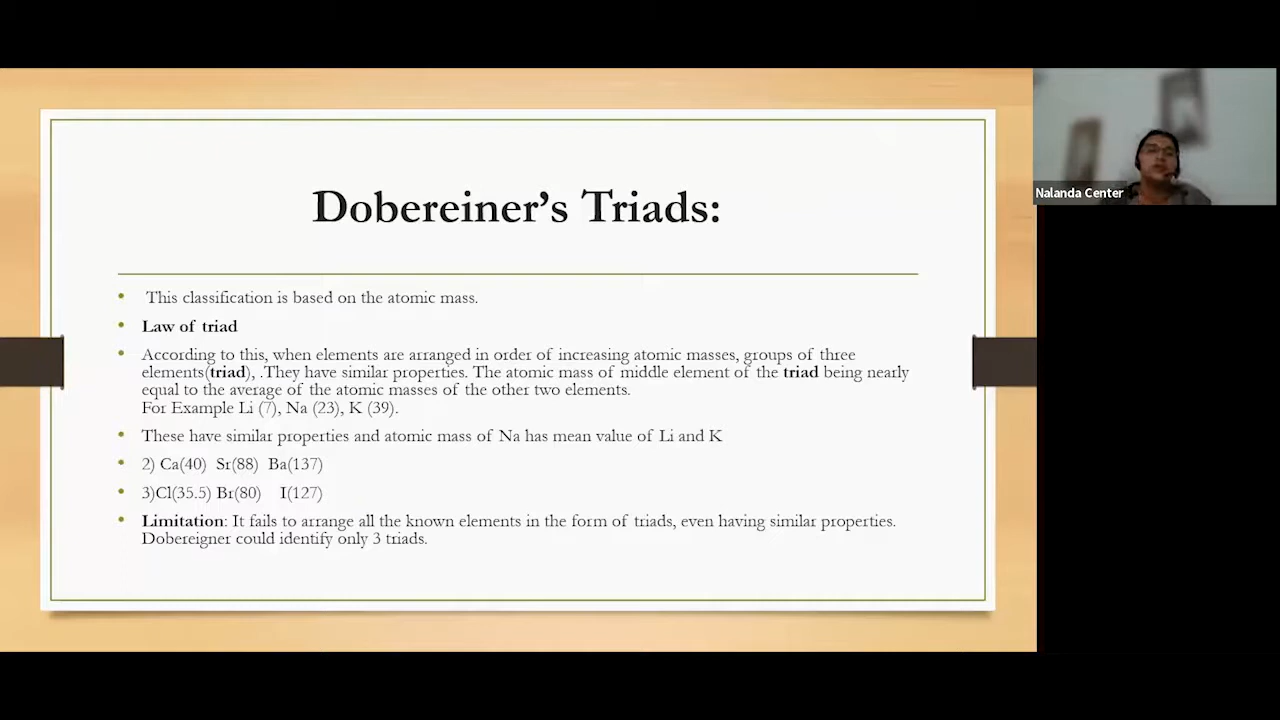 Dobereiner's Triads:
This classification is based on the atomic mass.
Law of triad
According to this, when elements are arranged in order of increasing atomic masses, groups of three
elements(triad), .They have similar properties. The atomic mass of middle element of the triad being nearly
equal to the average of the atomic masses of the other two elements.
For Example Li (7), Na (23), K (39).
These have similar properties and atomic mass of Na has mean value of Li and K
2) Ca(40) Sr(88) Ba(137)
3)Cl(35.5) Br(80) I(127)
Limitation: It fails to arrange all the known elements in the form of triads, even having similar properties.
Dobereigner could identify only 3 triads.
Nalanda Center